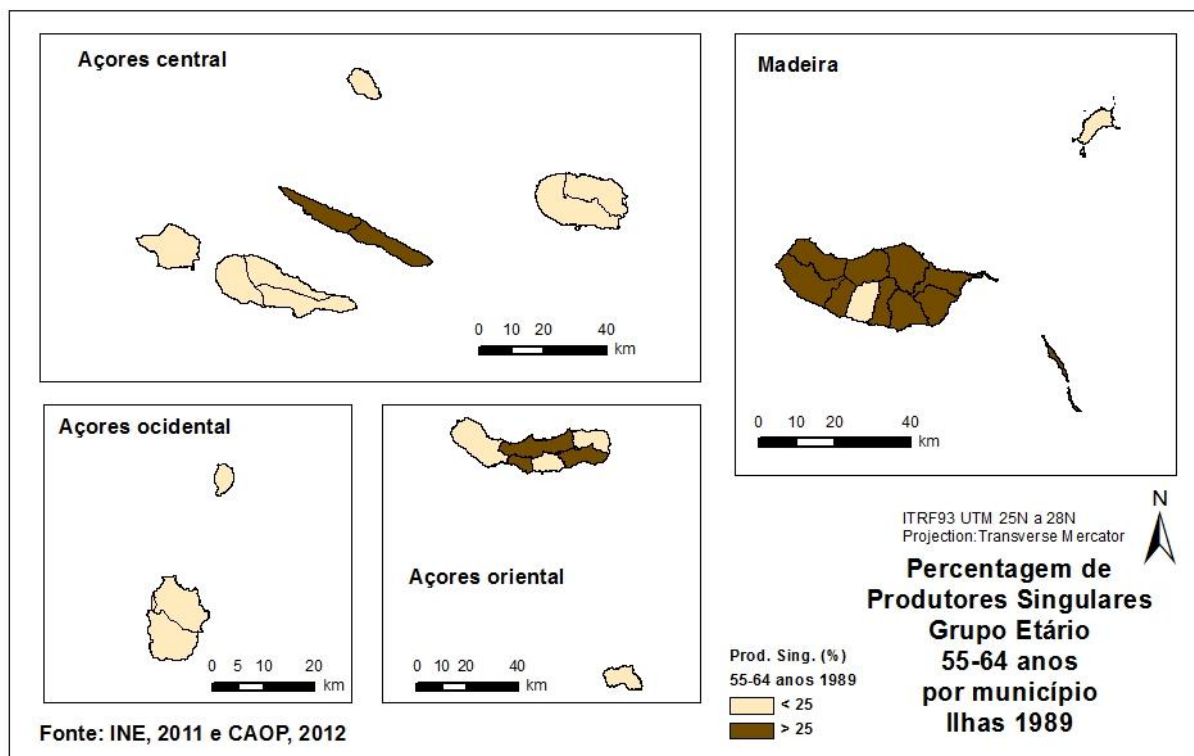 Açores central
0 10 20 40
km
Madeira
0 10 20 40
km
Açores ocidental
0 5 10 20
km
Açores oriental
0 10 20 40
km
N
ITRF93 UTM 25N a 28N
Projection:Transverse Mercator
Percentagem de
Produtores Singulares
Grupo Etário
55-64 anos
por município
Ilhas 1989
Prod. Sing. (%)
55-64 anos 1989
< 25
> 25
Fonte: INE, 2011 e CAOP, 2012